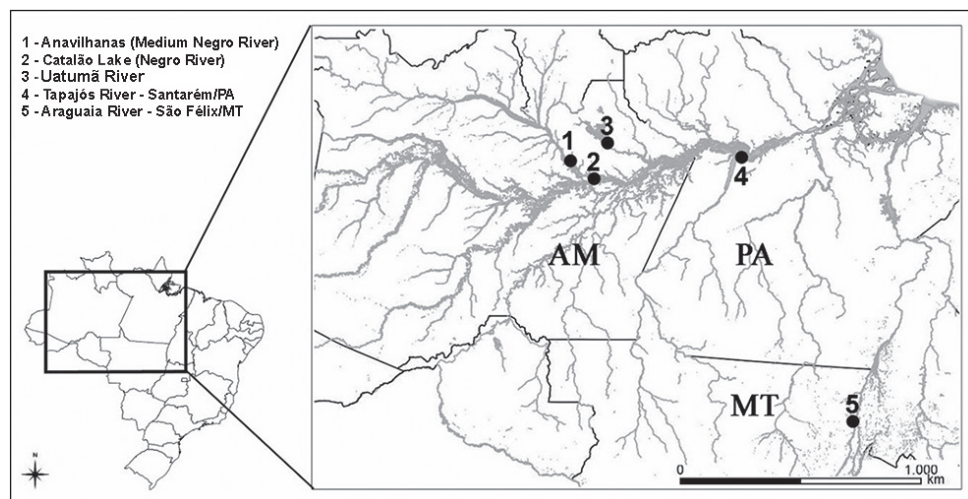 1 - Anavilhanas (Medium Negro River)
2 - Catalão Lake (Negro River)
3 - Uatumã River
4 - Tapajós River - Santarém/PA
5 - Araguaia River - São Félix/MT
1
2
3
4
AM
PA
MT
5
N
0
1.000
km